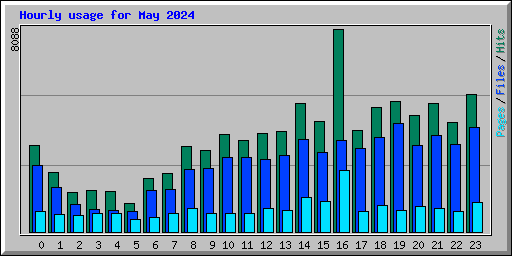 Hourly usage for May 2024
8088
Pages/Files/Hits
0 1 2 3 4 5 6 7 8 9 10 11 12 13 14 15 16 17 18 19 20 21 22 23